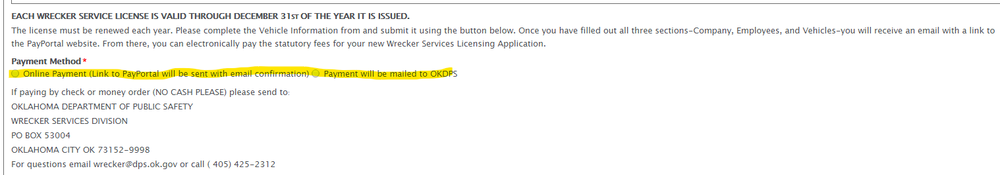 EACH WRECKER SERVICE LICENSE IS VALID THROUGH DECEMBER 31ST OF THE YEAR IT IS ISSUED.
The license must be renewed each year. Please complete the Vehicle Information from and submit it using the button below. Once you have filled out all three sections-Company, Employees, and Vehicles-you will receive an email with a link to
the PayPortal website. From there, you can electronically pay the statutory fees for your new Wrecker Services Licensing Application.
Payment Method*
Online Payment (Link to PayPortal will be sent with email confirmation) Payment will be mailed to OKDPS
If paying by check or money order (NO CASH PLEASE) please send to:
OKLAHOMA DEPARTMENT OF PUBLIC SAFETY
WRECKER SERVICES DIVISION
PO BOX 53004
OKLAHOMA CITY OK 73152-9998
For questions email wrecker@dps.ok.gov or call ( 405) 425-2312